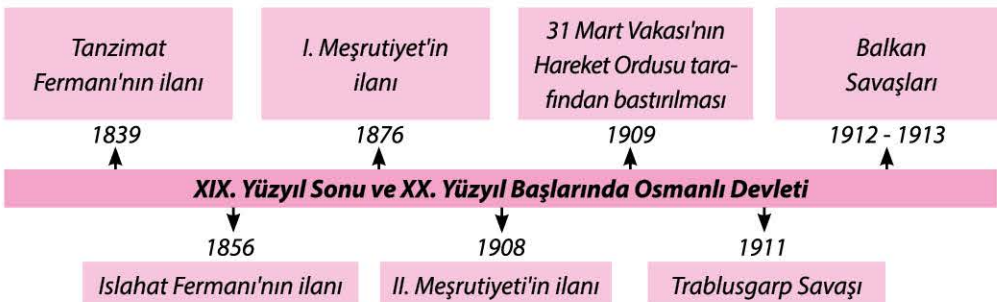 Tanzimat
Fermanı'nın ilanı
I. Meşrutiyet'in
ilanı
31 Mart Vakası'nın
Hareket Ordusu tara-
fından bastırılması
Balkan
Savaşları
1839
1876
1909
1912 - 1913
XIX. Yüzyıl Sonu ve XX. Yüzyıl Başlarında Osmanlı Devleti
1856
1908
1911
Islahat Fermanı'nın ilanı
II. Meşrutiyeti'in ilanı
Trablusgarp Savaşı